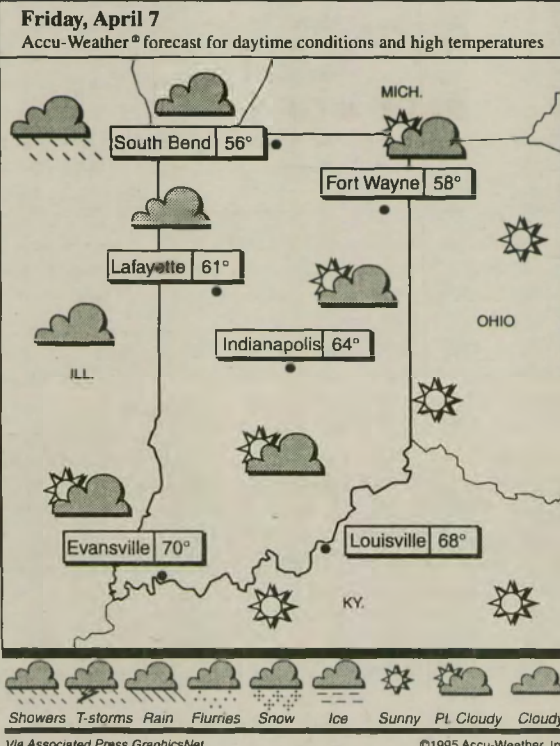 Friday, April 7
Accu-Weather® forecast for daytime conditions and high temperatures
MICH.
South Bend 56°
Fort Wayne 58°
Lafayette 61°
OHIO
Indianapolis 64°
ILL.
Evansville 70°
Louisville 68°
KY.
Showers T-storms Rain Flurries Snow Ice Sunny Pt. Cloudy Cloudy
Via Associated Press GraphicsNet
©1995 Accu-Weather, Inc